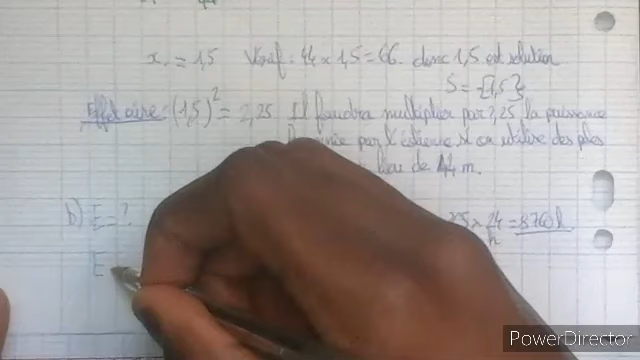 x = 1,5 Vérif : 44 x 1,5 = 66. donc 1,5 est solution
S = {1,5}
Effet aire : (1,5)² = 2,25. Il faudra multiplier par 2,25 la puissance
par l'éolienne si on utilise des pales
lieu de 44 m.
b) E = ? x 24 = 8760 h
h
E
PowerDirector